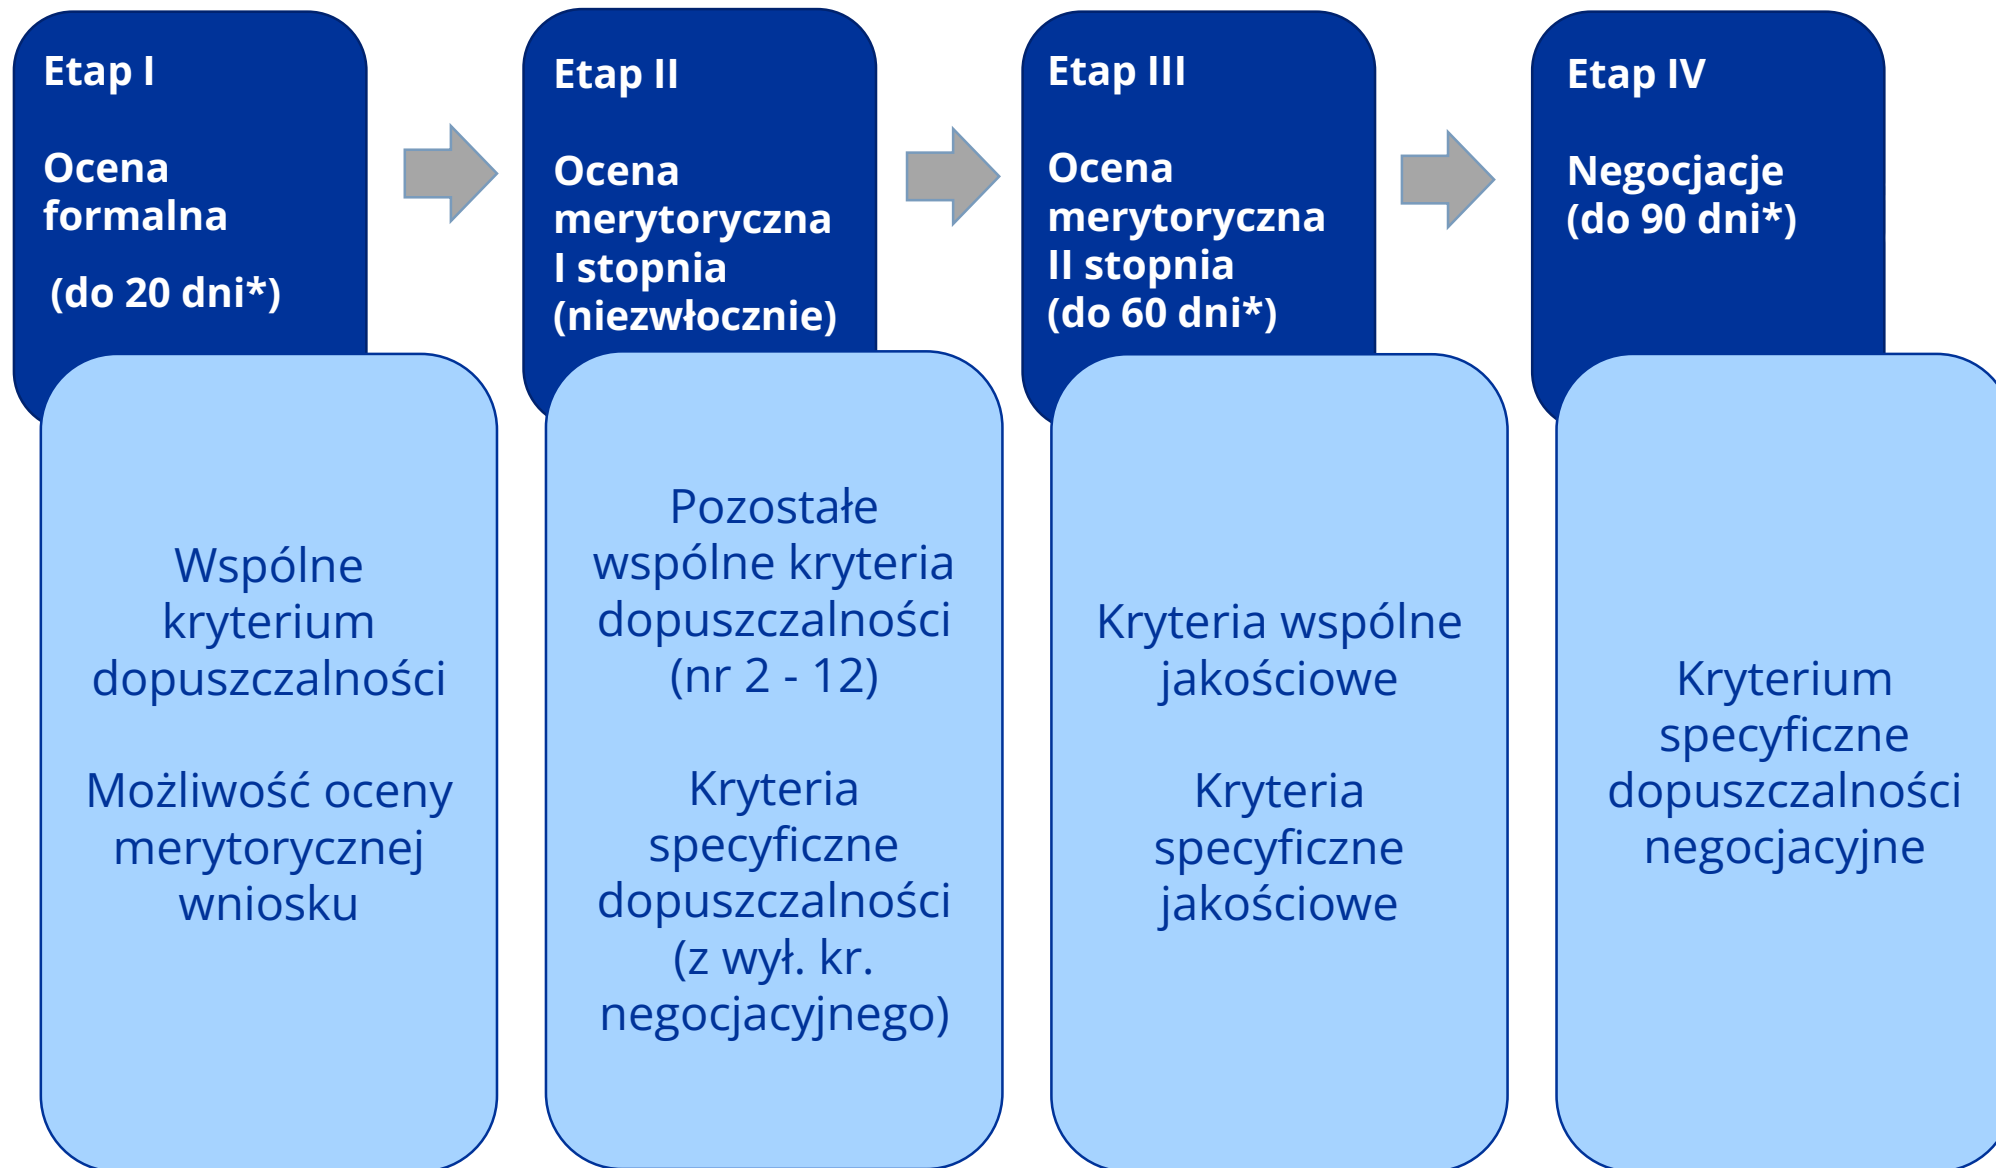 Etap I
Ocena
formalna
(do 20 dni*)
Wspólne
kryterium
dopuszczalności
Możliwość oceny
merytorycznej
wniosku
Etap II
Ocena
merytoryczna
I stopnia
(niezwłocznie)
Pozostałe
wspólne kryteria
dopuszczalności
(nr 2 - 12)
Kryteria
specyficzne
dopuszczalności
(z wył. kr.
negocjacyjnego)
Etap III
Ocena
merytoryczna
II stopnia
(do 60 dni*)
Kryteria wspólne
jakościowe
Kryteria
specyficzne
jakościowe
Etap IV
Negocjacje
(do 90 dni*)
Kryterium
specyficzne
dopuszczalności
negocjacyjne